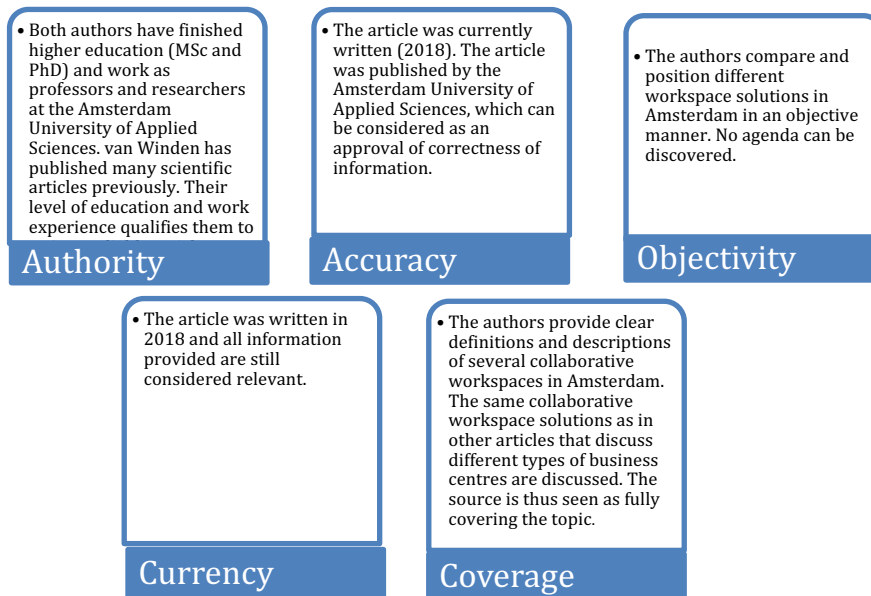 • Both authors have finished
higher education (MSc and
PhD) and work as
professors and researchers
at the Amsterdam
University of Applied
Sciences. van Winden has
published many scientific
articles previously. Their
level of education and work
experience qualifies them to
Authority
• The article was currently
written (2018). The article
was published by the
Amsterdam University of
Applied Sciences, which can
be considered as an
approval of correctness of
information.
Accuracy
• The authors compare and
position different
workspace solutions in
Amsterdam in an objective
manner. No agenda can be
discovered.
Objectivity
• The article was written in
2018 and all information
provided are still
considered relevant.
Currency
• The authors provide clear
definitions and descriptions
of several collaborative
workspaces in Amsterdam.
The same collaborative
workspace solutions as in
other articles that discuss
different types of business
centres are discussed. The
source is thus seen as fully
covering the topic.
Coverage